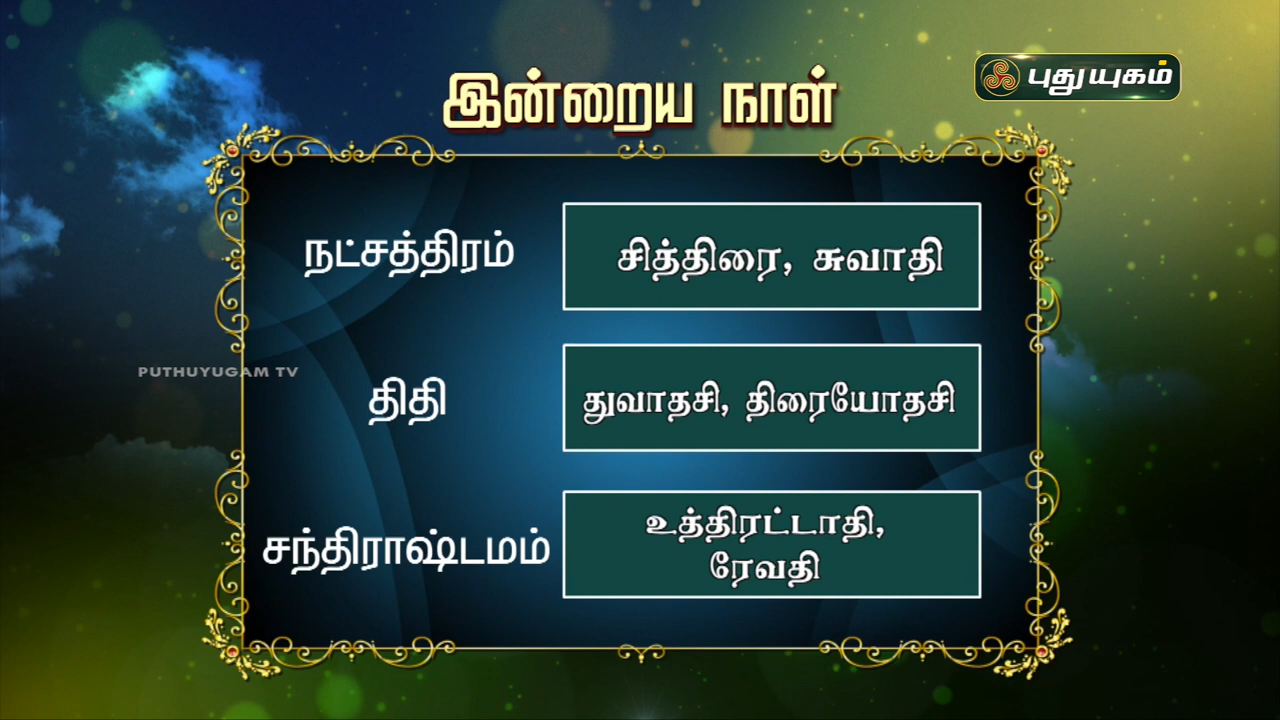 இன்றைய நாள்
புதுயுகம்
நட்சத்திரம்
சித்திரை, சுவாதி
PUTHUYUGAM TV
திதி
துவாதசி, திரையோதசி
சந்திராஷ்டமம்
உத்திரட்டாதி,
ரேவதி